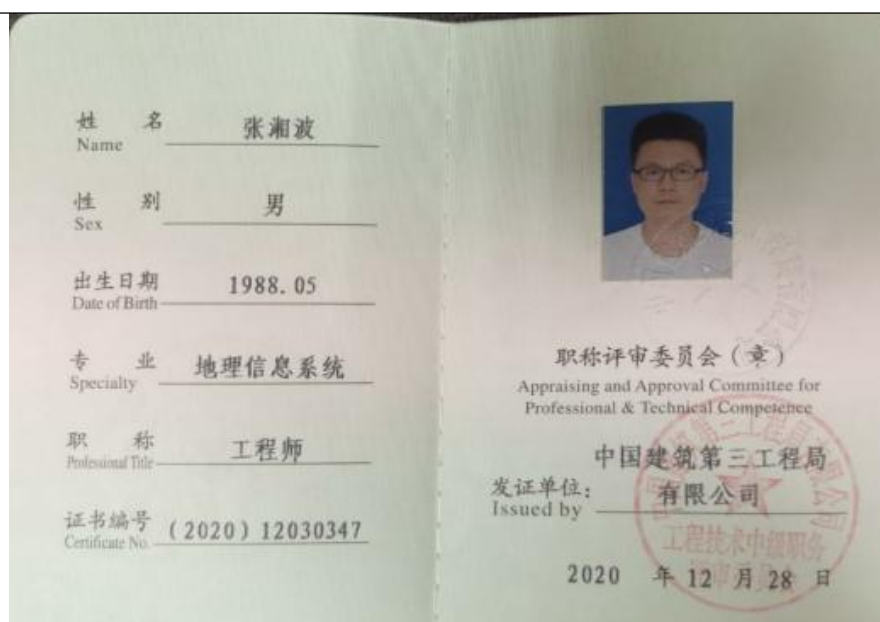 姓 名 张湘波
Name
性 别 男
Sex
出生日期 1988.05
Date of Birth
专 业 地理信息系统
Specialty
职 称 工程师
Professional Title
证书编号 (2020) 12030347
Certificate No.
职称评审委员会(章)
Appraising and Approval Committee for
Professional & Technical Competence
中国建筑第三工程局
发证单位: 有限公司
Issued by
工程技术中级职务
2020 年 12 月 28 日